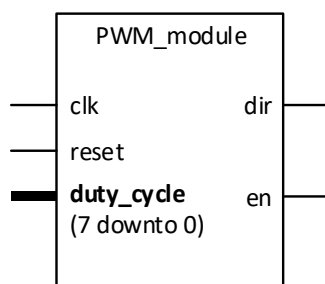 PWM_module
clk dir
reset
duty_cycle en
(7 downto 0)